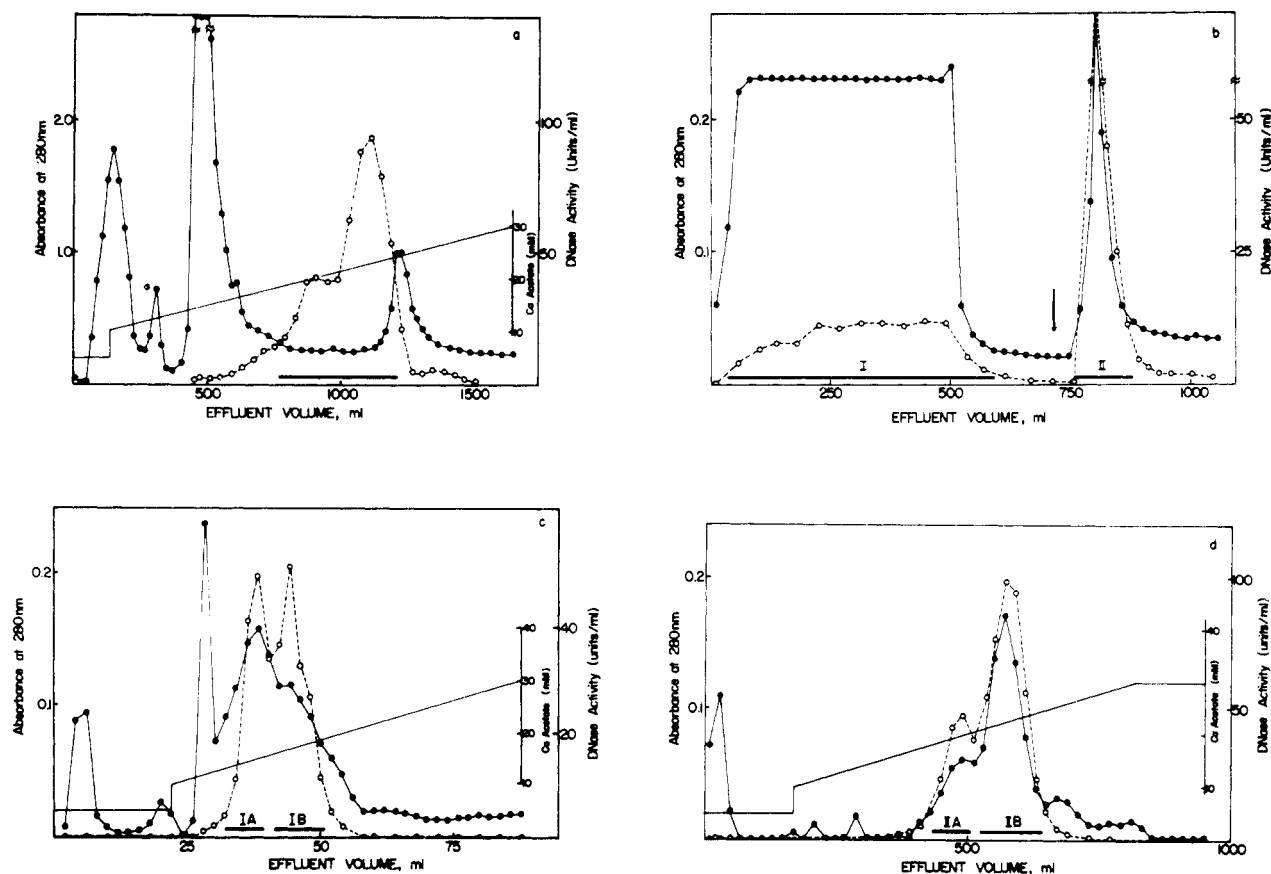 a
2.0
1.0
Absorbance at 280nm
30
20
10
Ca Acetate (mM)
100
50
DNase Activity (Units/ml)
500
1000
1500
EFFLUENT VOLUME, ml
b
0.2
0.1
Absorbance at 280nm
I
II
50
25
DNase Activity (Units/ml)
250
500
750
1000
EFFLUENT VOLUME, ml
c
0.2
0.1
Absorbance at 280nm
IA
IB
40
30
20
10
Ca Acetate (mM)
40
20
DNase Activity (units/ml)
25
50
75
EFFLUENT VOLUME, ml
d
0.2
0.1
Absorbance at 280nm
IA
IB
40
20
Ca Acetate (mM)
100
50
DNase Activity (units/ml)
500
1000
EFFLUENT VOLUME, ml